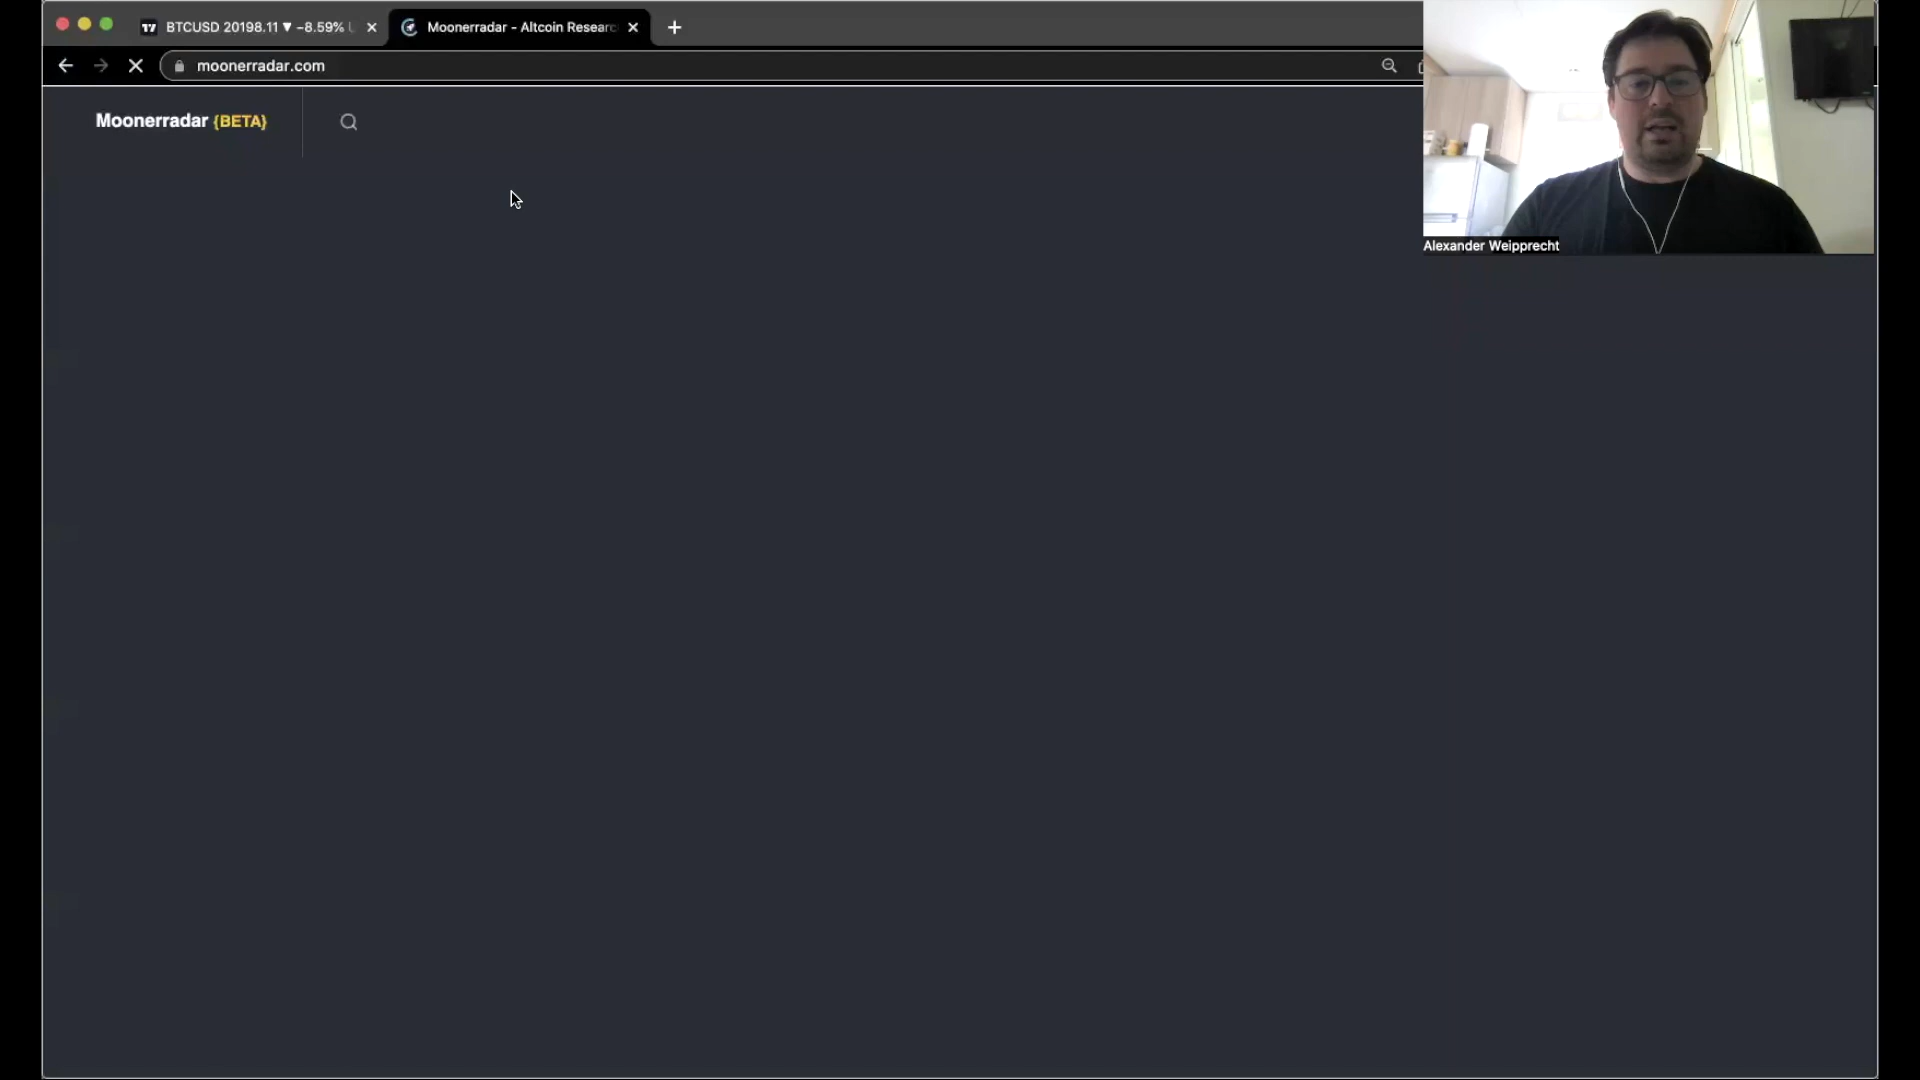 BTCUSD 20198.11 ▼ −8.59%
Moonerradar - Altcoin Researc
moonerradar.com
Moonerradar {BETA}
Alexander Weipprecht